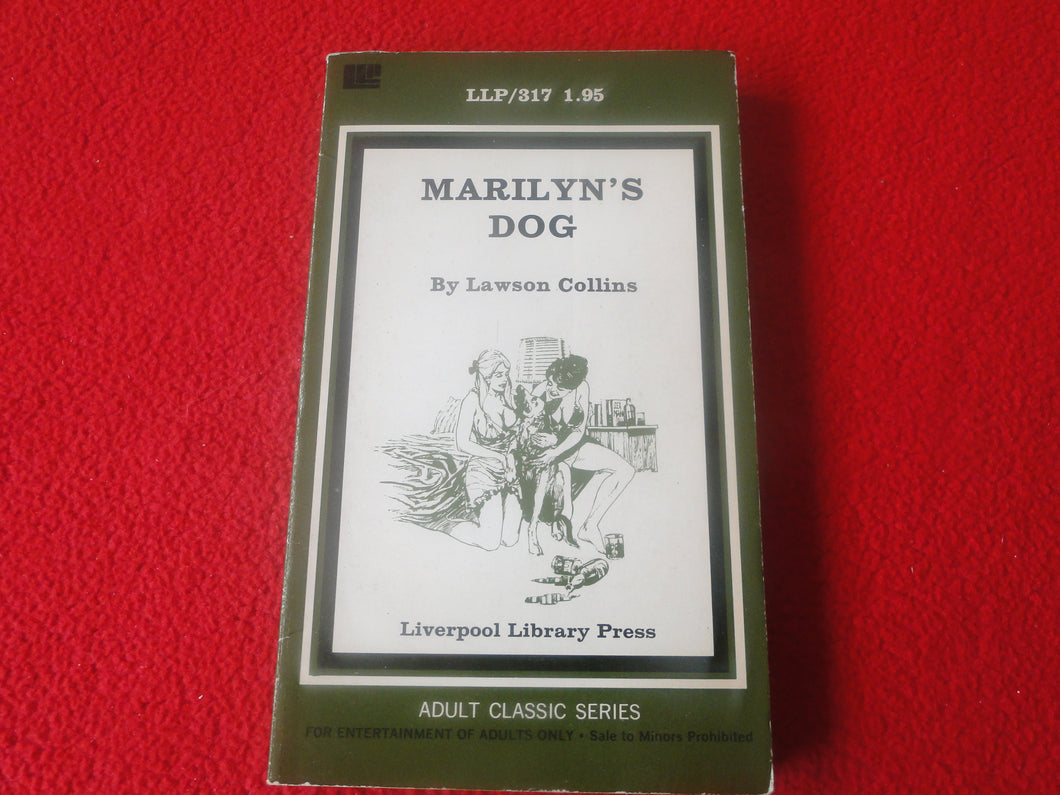 LLP
LLP/317 1.95
MARILYN'S
DOG
By Lawson Collins
Liverpool Library Press
ADULT CLASSIC SERIES
FOR ENTERTAINMENT OF ADULTS ONLY • Sale to Minors Prohibited